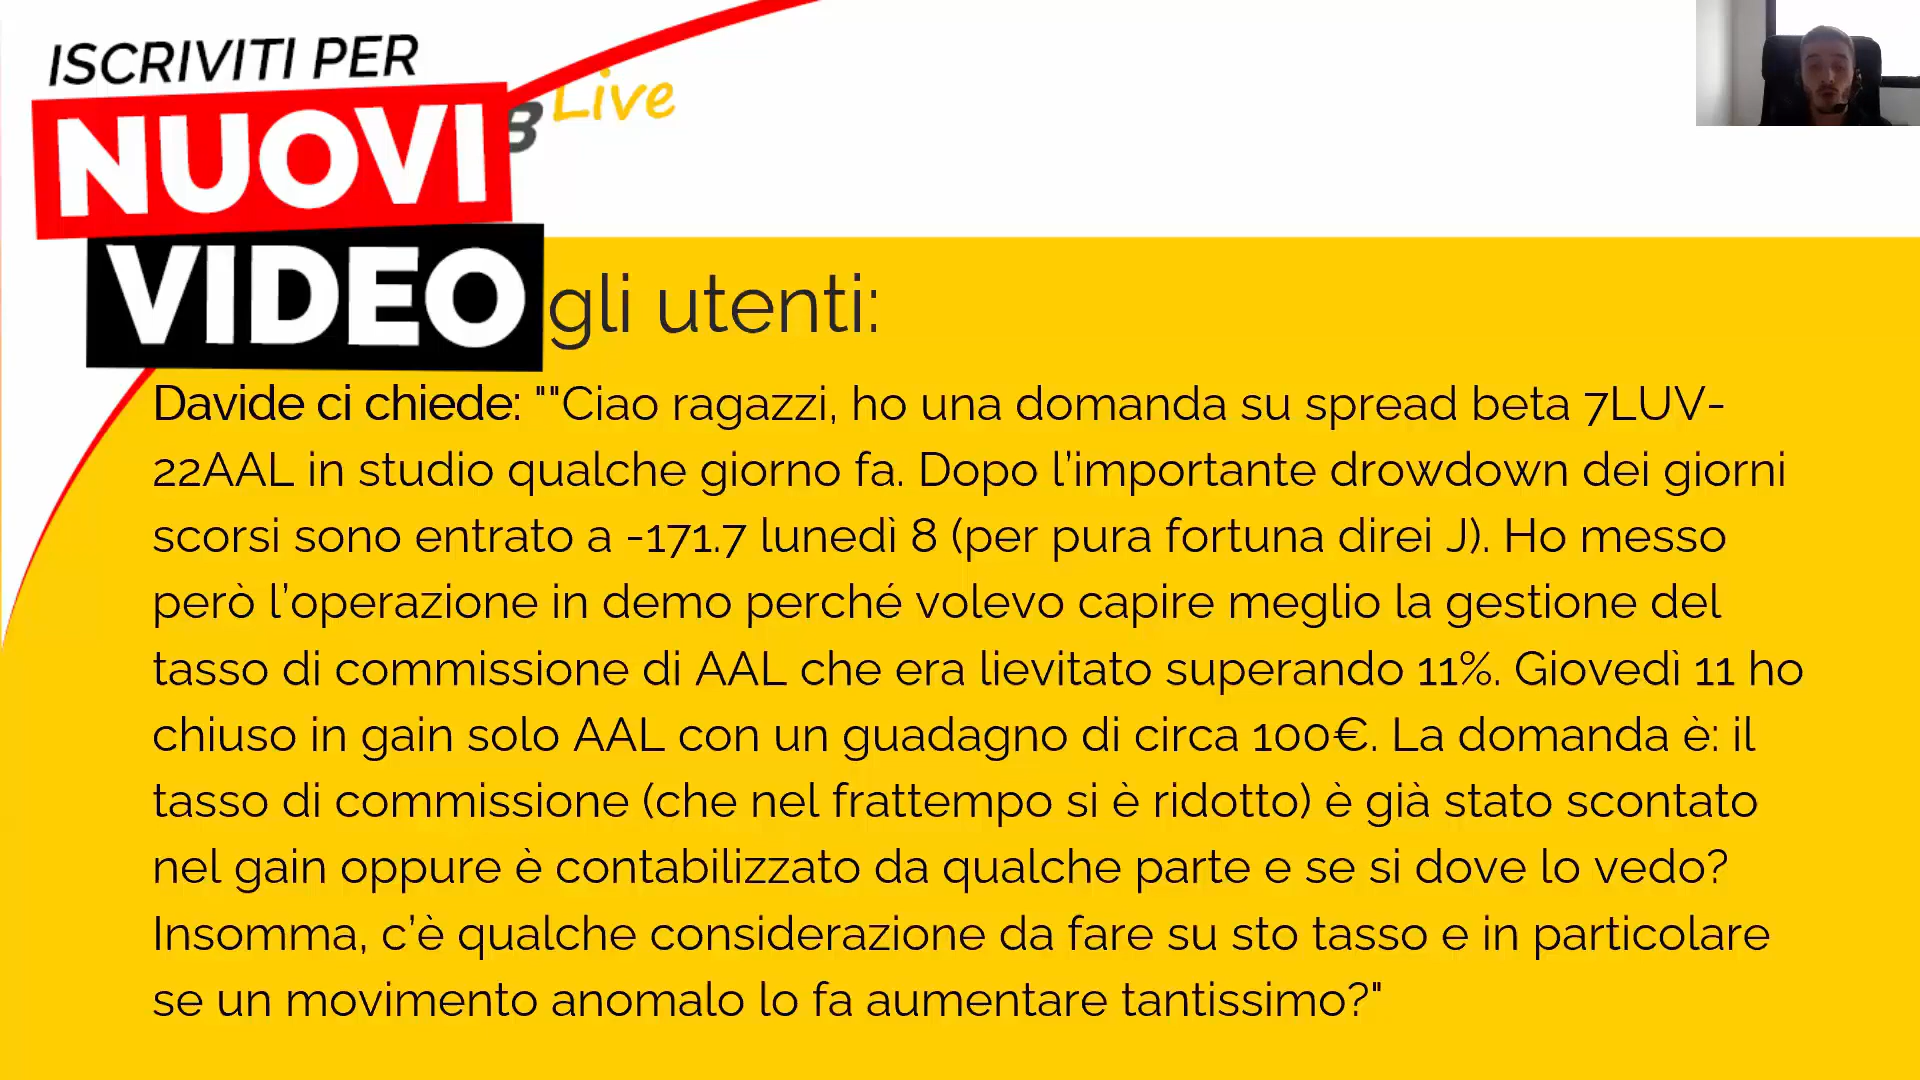 ISCRIVITI PER
NUOVI
VIDEO
B Live
gli utenti:
Davide ci chiede: ""Ciao ragazzi, ho una domanda su spread beta 7LUV-
22AAL in studio qualche giorno fa. Dopo l'importante drowdown dei giorni
scorsi sono entrato a -171.7 lunedì 8 (per pura fortuna direi J). Ho messo
però l'operazione in demo perché volevo capire meglio la gestione del
tasso di commissione di AAL che era lievitato superando 11%. Giovedì 11 ho
chiuso in gain solo AAL con un guadagno di circa 100€. La domanda è: il
tasso di commissione (che nel frattempo si è ridotto) è già stato scontato
nel gain oppure è contabilizzato da qualche parte e se si dove lo vedo?
Insomma, c'è qualche considerazione da fare su sto tasso e in particolare
se un movimento anomalo lo fa aumentare tantissimo?"